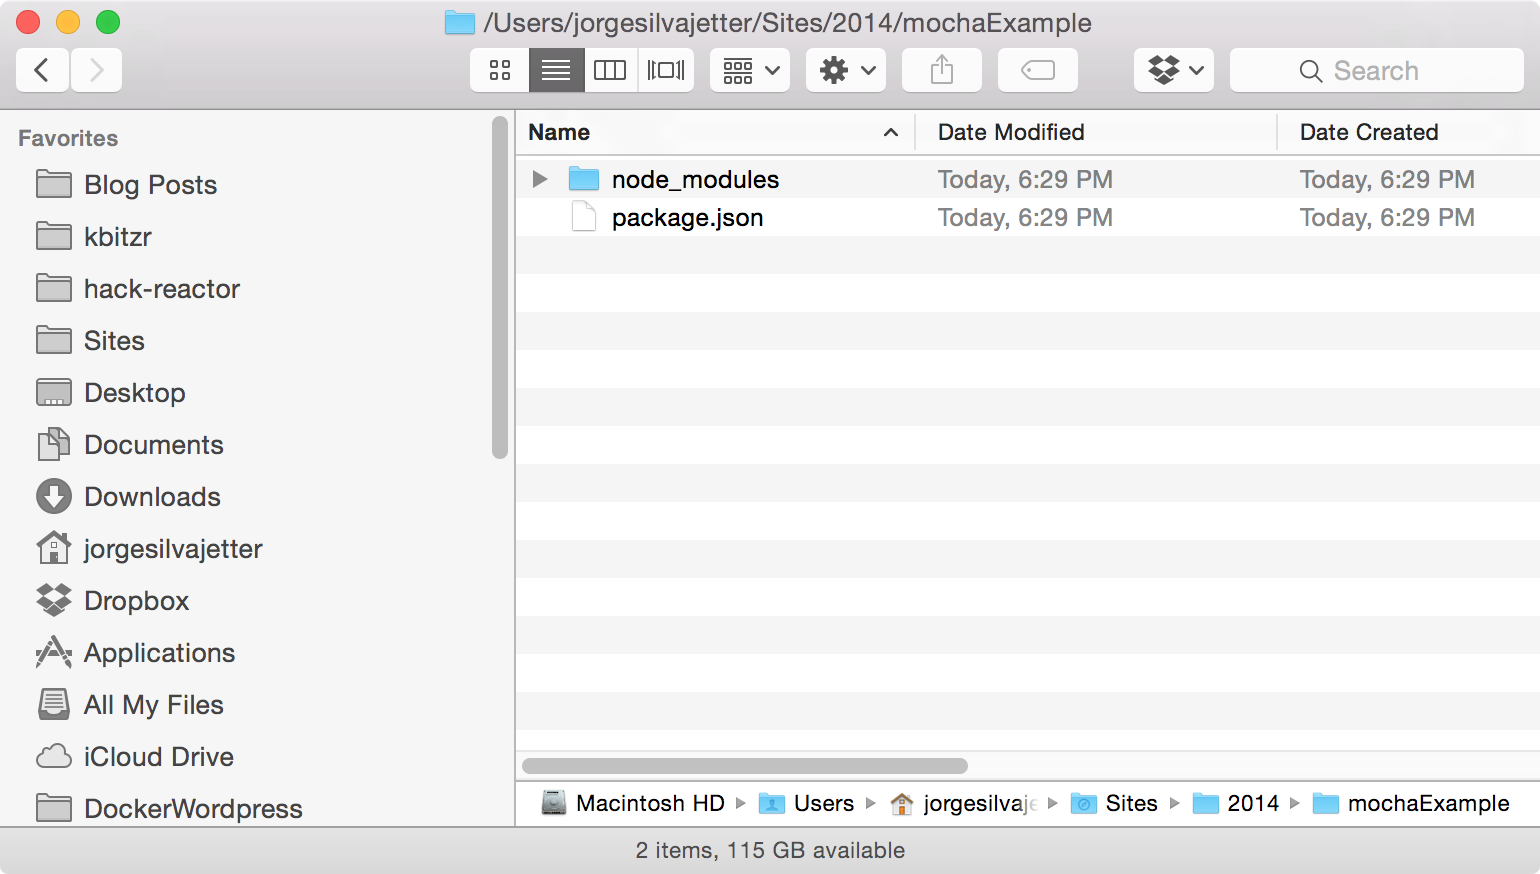 /Users/jorgesilvajetter/Sites/2014/mochaExample
Search
Favorites
Blog Posts
kbitzr
hack-reactor
Sites
Desktop
Documents
Downloads
jorgesilvajetter
Dropbox
Applications
All My Files
iCloud Drive
DockerWordpress
Name Date Modified Date Created
node_modules Today, 6:29 PM Today, 6:29 PM
package.json Today, 6:29 PM Today, 6:29 PM
Macintosh HD Users jorgesilvaje Sites 2014 mochaExample
2 items, 115 GB available